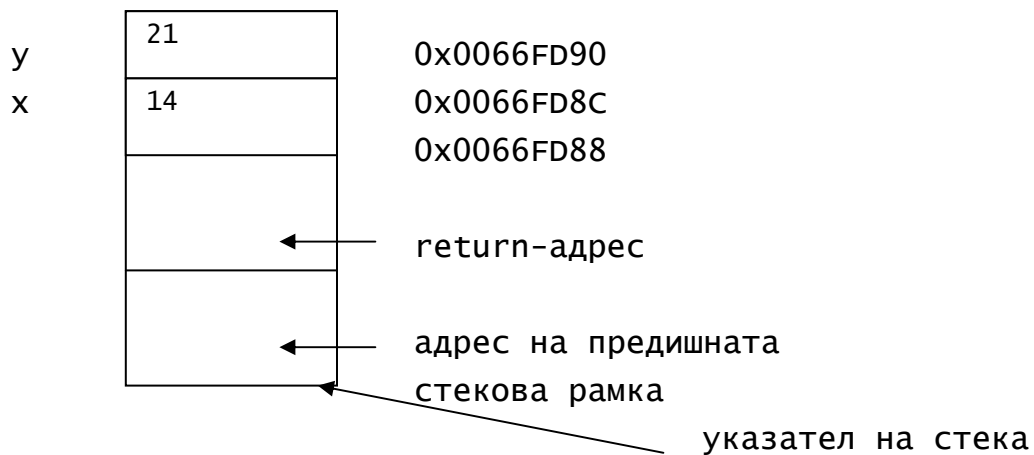 21
y 0x0066FD90
x 14 0x0066FD8C
0x0066FD88
return-адрес
адрес на предишната
стекова рамка
указател на стека